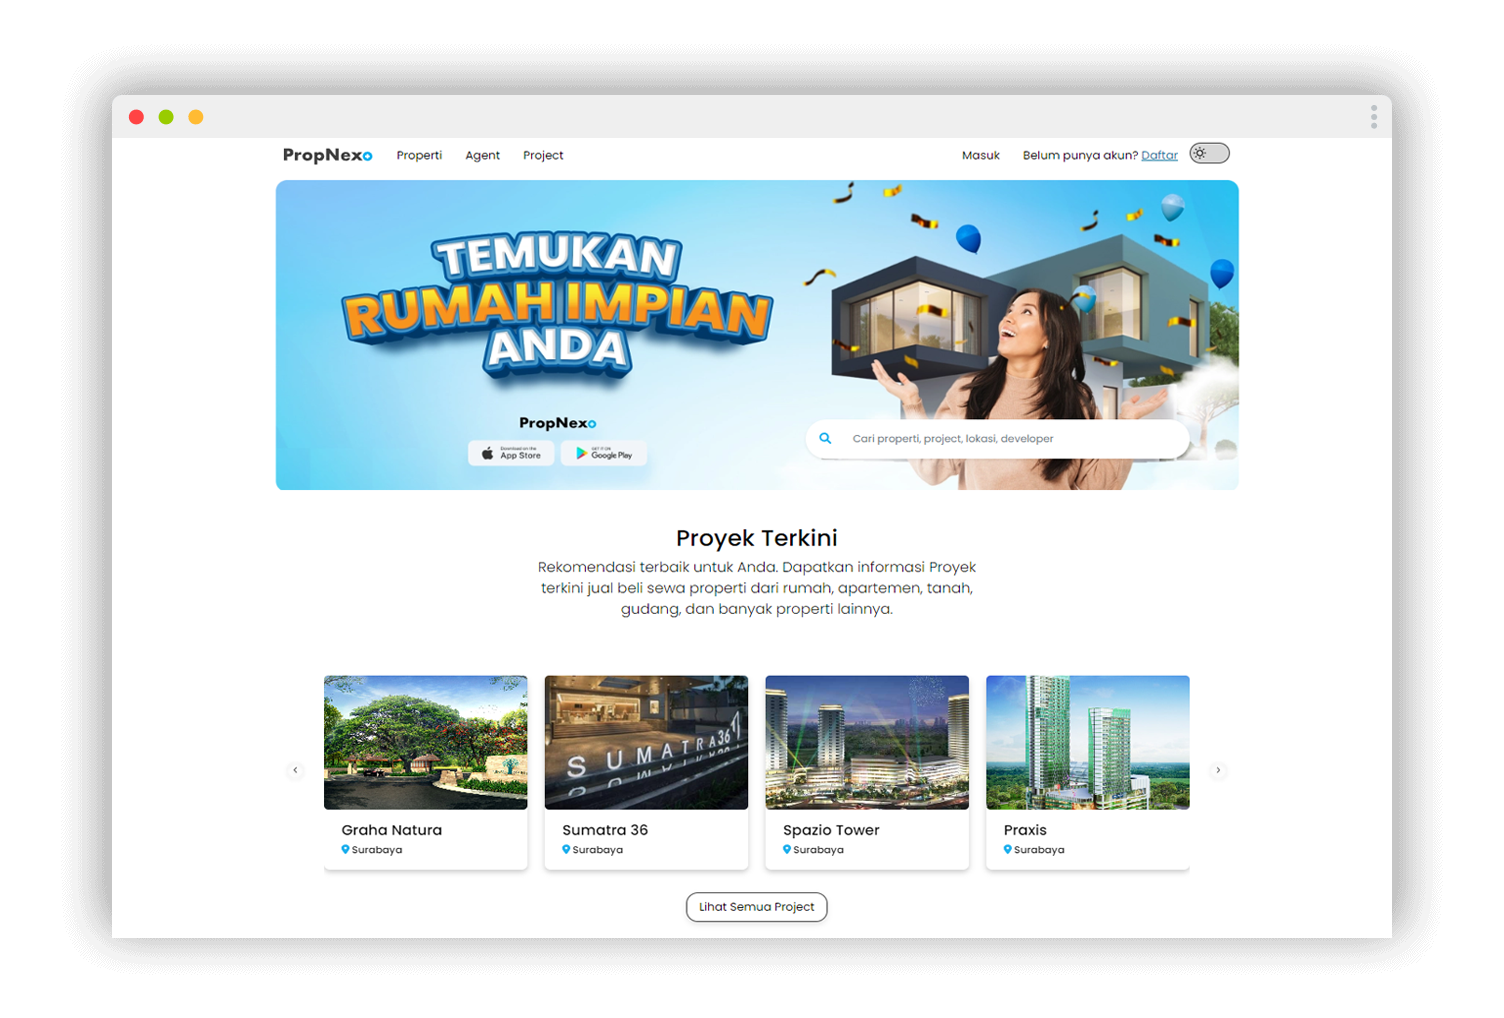 PropNexo
Properti
Agent
Project
Masuk
Belum punya akun? Daftar
TEMUKAN
RUMAH IMPIAN
ANDA
PropNexo
Download on the
App Store
GET IT ON
Google Play
Cari properti, project, lokasi, developer
Proyek Terkini
Rekomendasi terbaik untuk Anda. Dapatkan informasi Proyek
terkini jual beli sewa properti dari rumah, apartemen, tanah,
gudang, dan banyak properti lainnya.
SUMATRA36
Graha Natura
Surabaya
Sumatra 36
Surabaya
Spazio Tower
Surabaya
Praxis
Surabaya
Lihat Semua Project